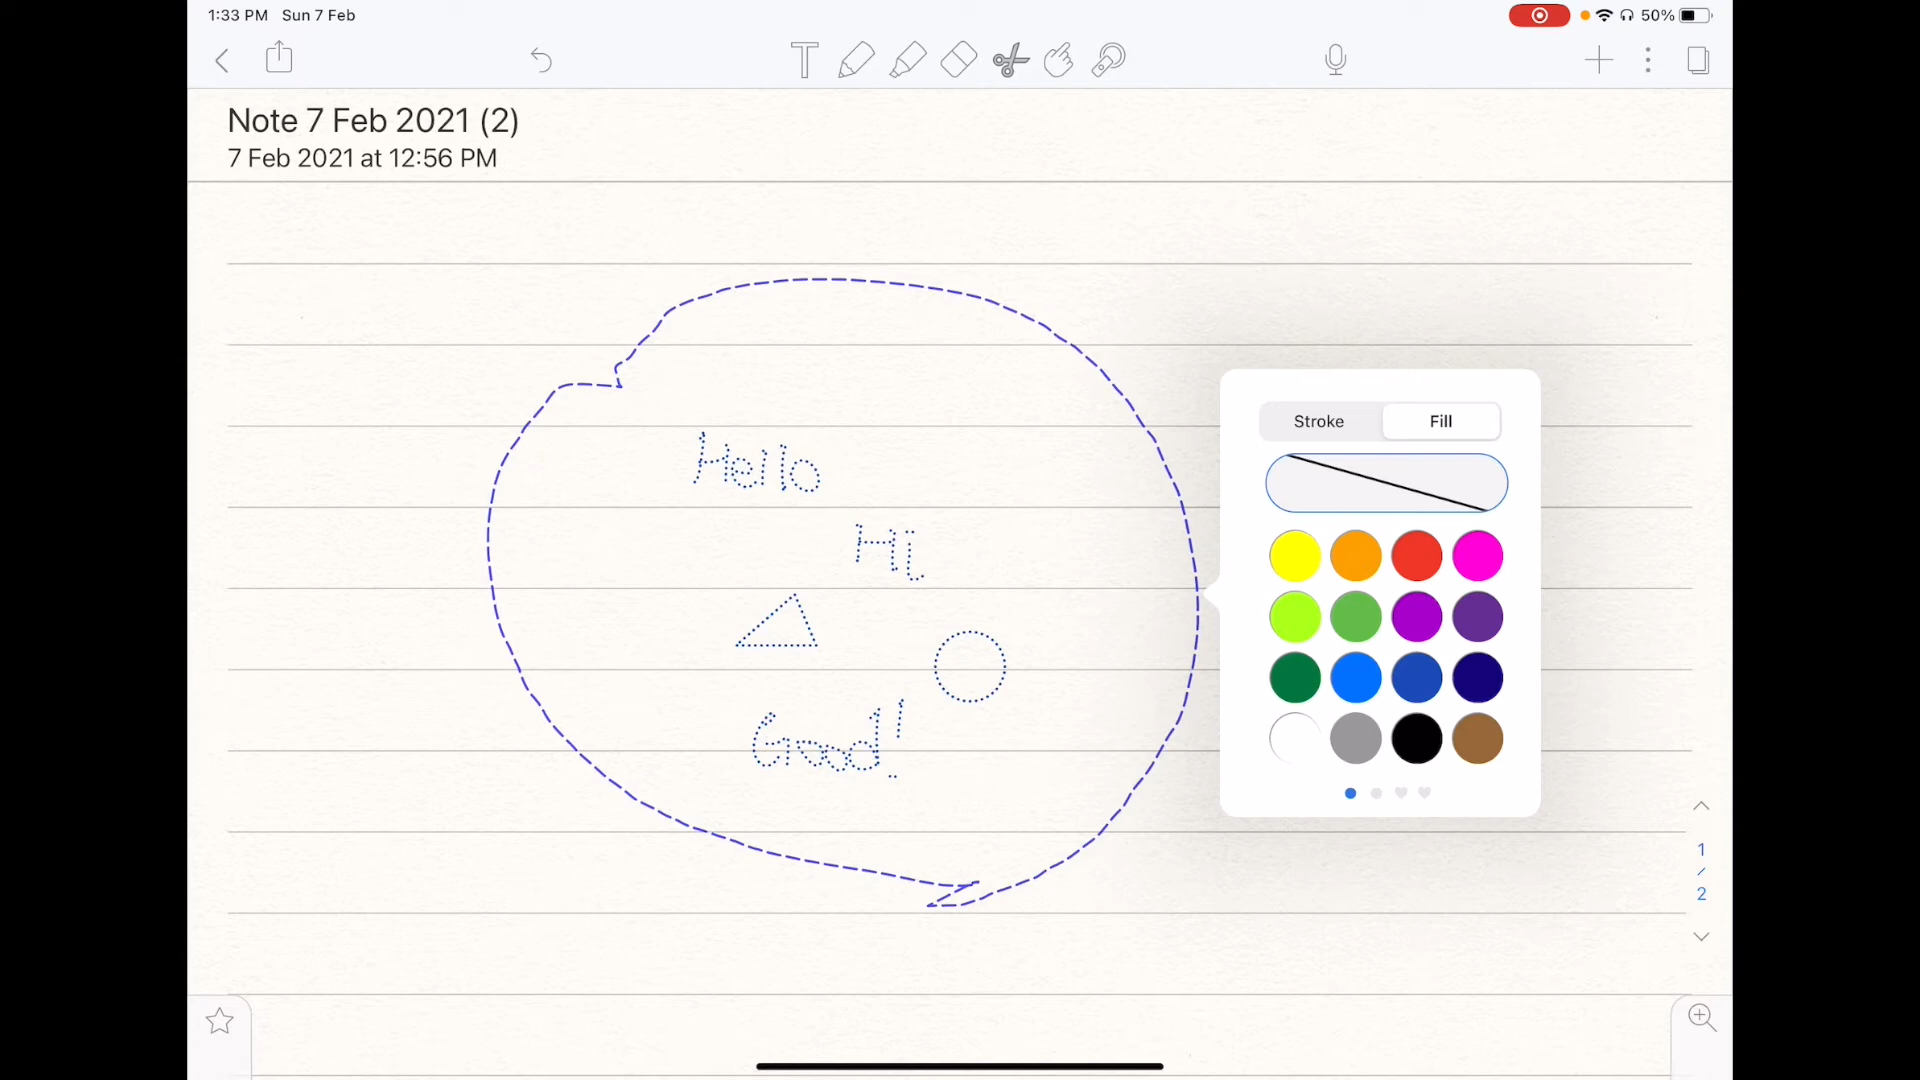 1:33 PM Sun 7 Feb
50%
T
Note 7 Feb 2021 (2)
7 Feb 2021 at 12:56 PM
Hello
Hi
Good!
Stroke Fill
1
/
2